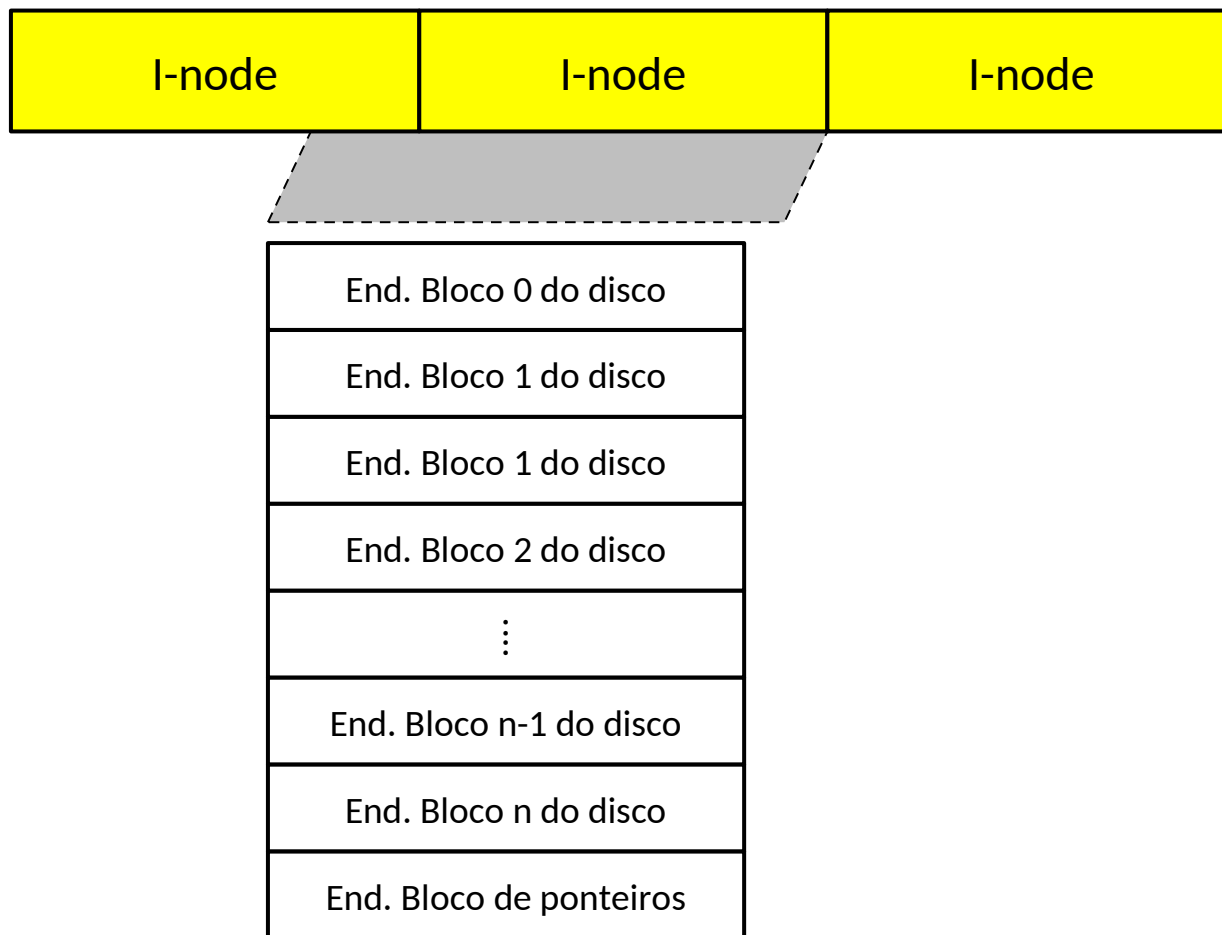 I-node
I-node
I-node
End. Bloco 0 do disco
End. Bloco 1 do disco
End. Bloco 1 do disco
End. Bloco 2 do disco
End. Bloco n-1 do disco
End. Bloco n do disco
End. Bloco de ponteiros